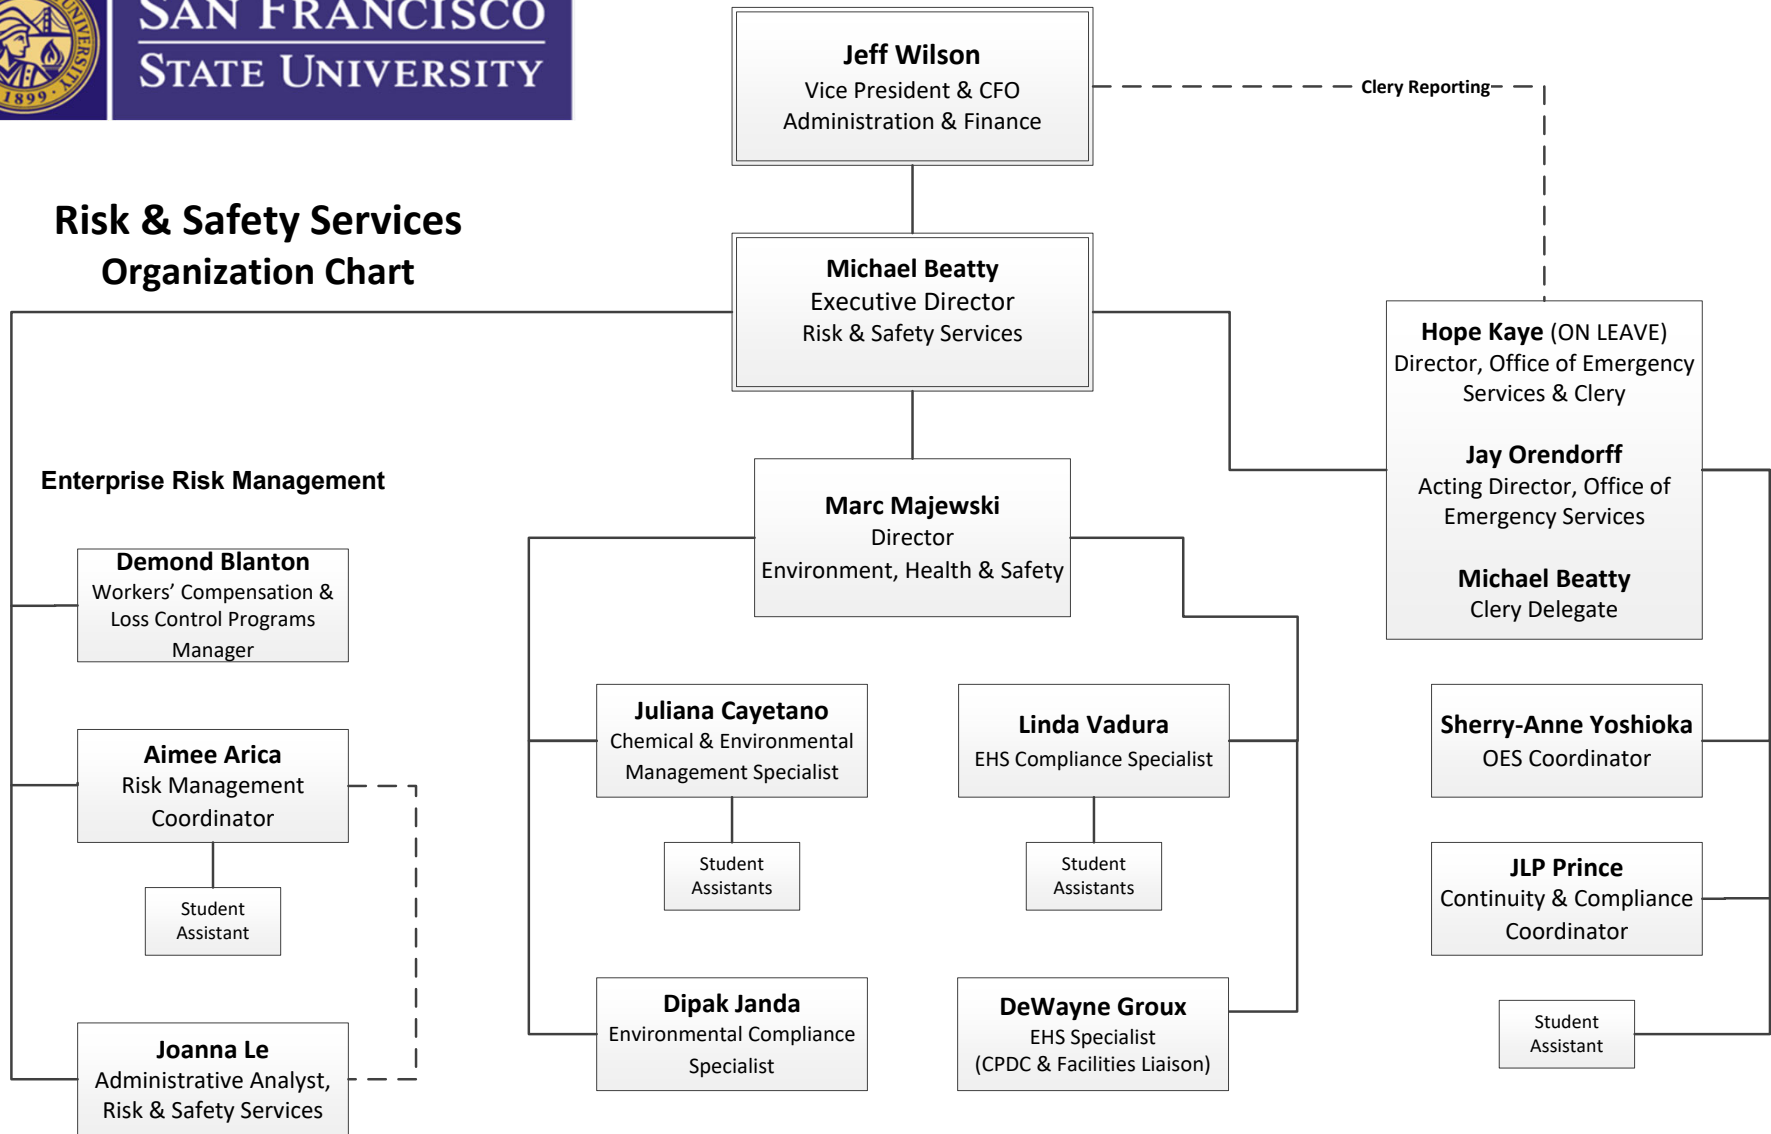 SAN FRANCISCO
STATE UNIVERSITY
UNIVERSITY
1899
Jeff Wilson
Vice President & CFO
Administration & Finance
Clery Reporting
Risk & Safety Services
Organization Chart
Michael Beatty
Executive Director
Risk & Safety Services
Hope Kaye (ON LEAVE)
Director, Office of Emergency
Services & Clery
Jay Orendorff
Acting Director, Office of
Emergency Services
Michael Beatty
Clery Delegate
Enterprise Risk Management
Marc Majewski
Director
Environment, Health & Safety
Demond Blanton
Workers’ Compensation &
Loss Control Programs
Manager
Aimee Arica
Risk Management
Coordinator
Student
Assistant
Joanna Le
Administrative Analyst,
Risk & Safety Services
Juliana Cayetano
Chemical & Environmental
Management Specialist
Student
Assistants
Dipak Janda
Environmental Compliance
Specialist
Linda Vadura
EHS Compliance Specialist
Student
Assistants
DeWayne Groux
EHS Specialist
(CPDC & Facilities Liaison)
Sherry-Anne Yoshioka
OES Coordinator
JLP Prince
Continuity & Compliance
Coordinator
Student
Assistant